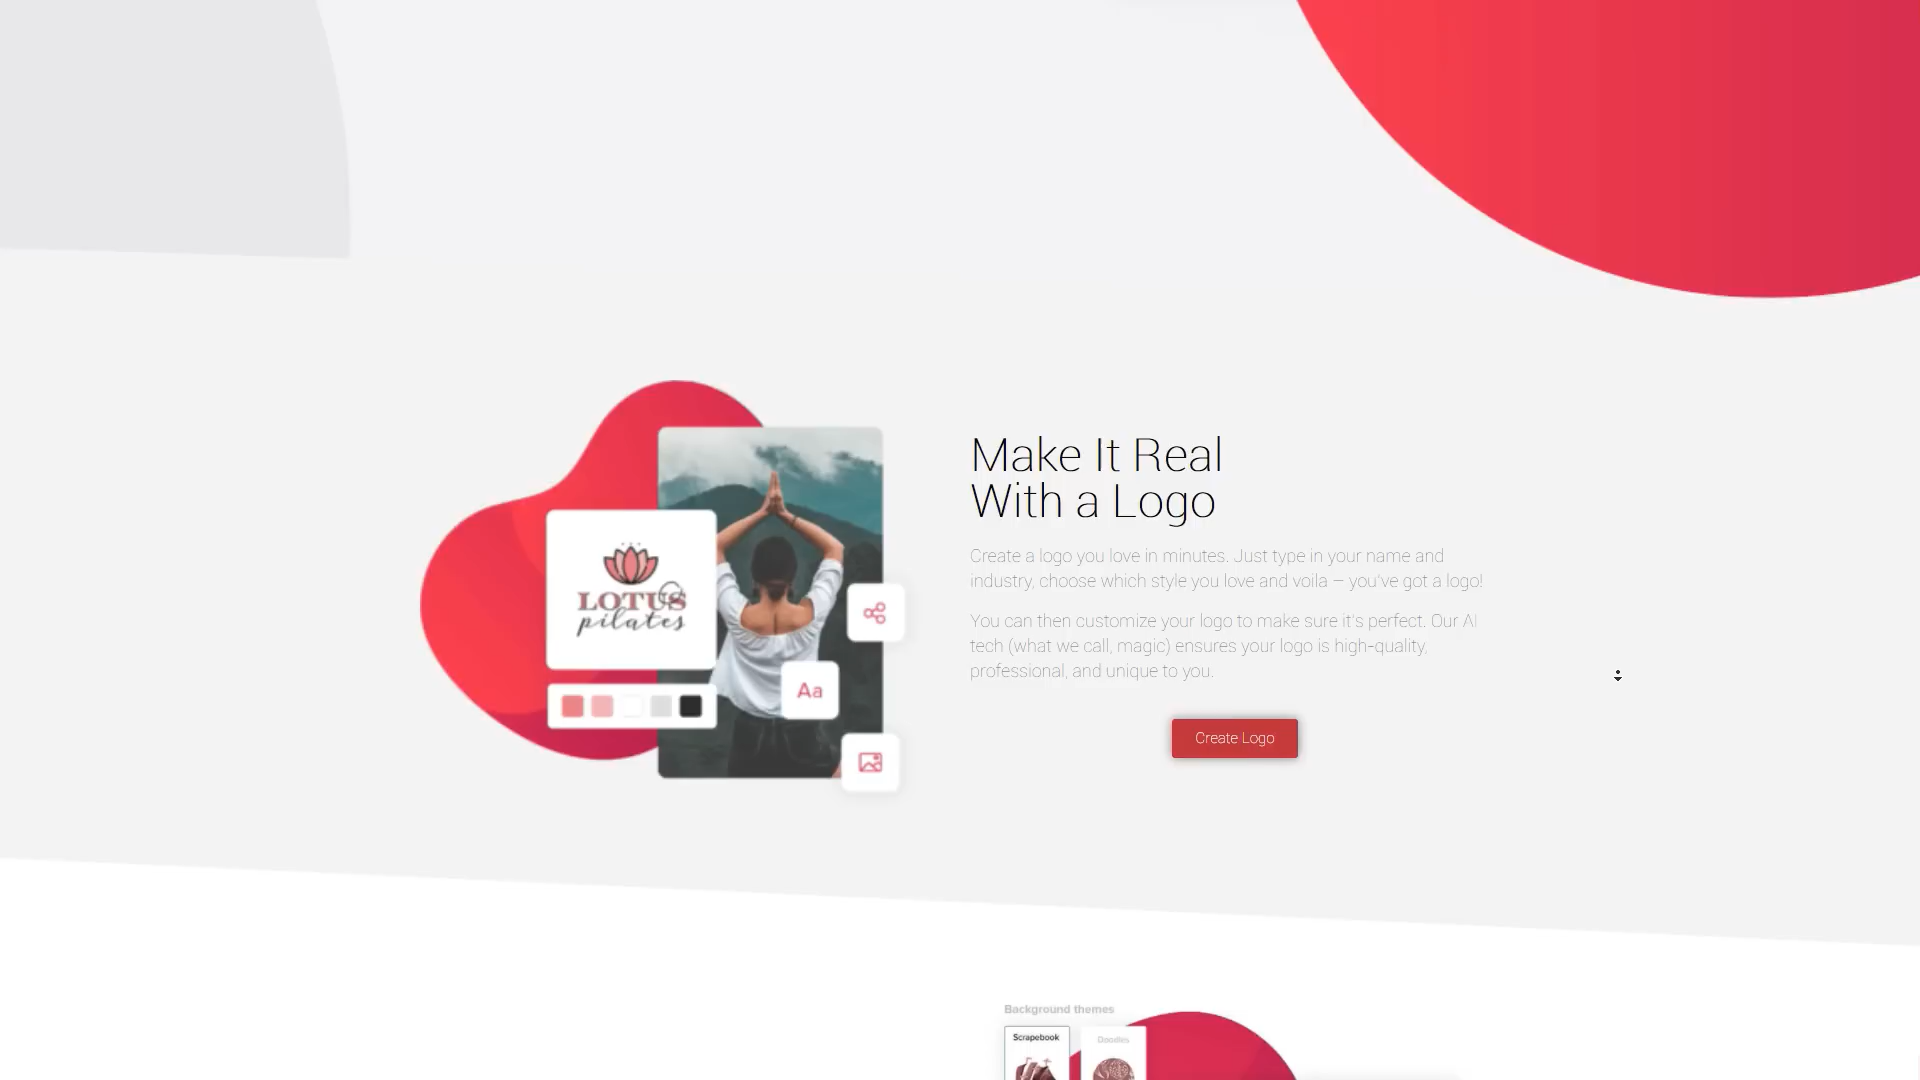 Make It Real
With a Logo
Create a logo you love in minutes. Just type in your name and
industry, choose which style you love and voila – you've got a logo!
You can then customize your logo to make sure it's perfect. Our AI
tech (what we call, magic) ensures your logo is high-quality,
professional, and unique to you.
Create Logo
LOTUS
pilates
Aa
Background themes
Scrapebook
Doodles